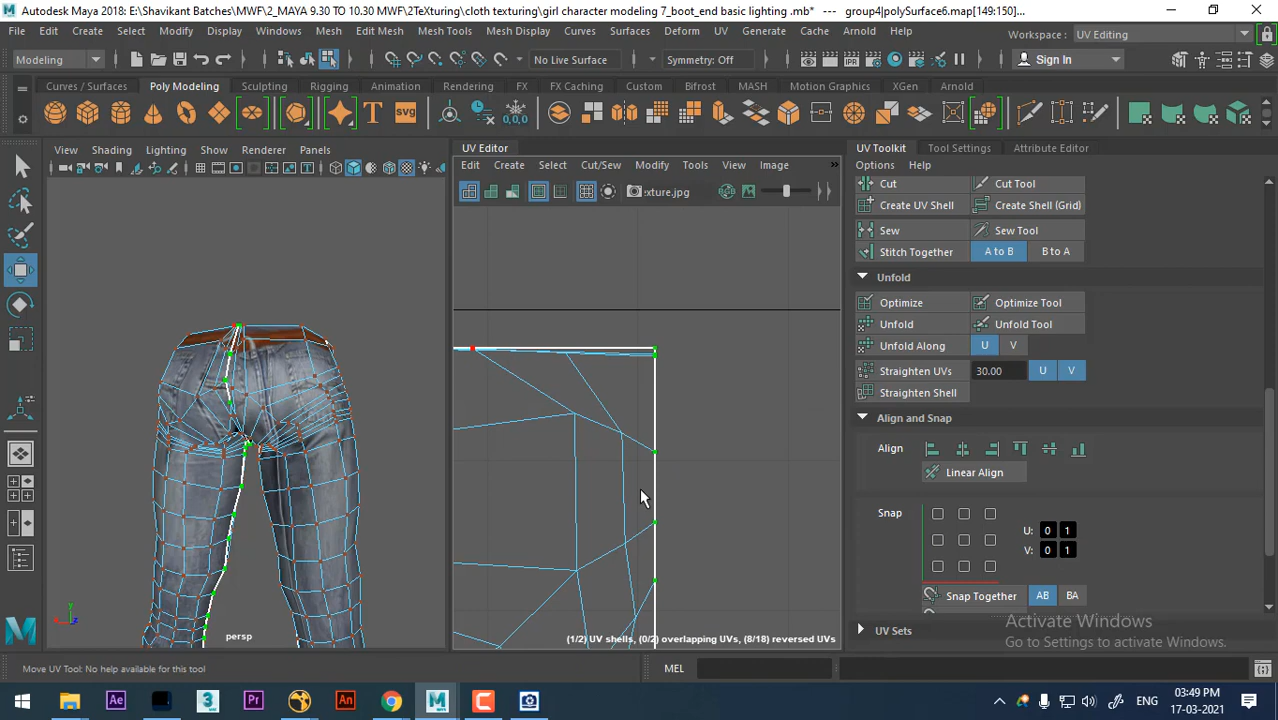 Autodesk Maya 2018: E:\Shavikant Batches\MWF\2_MAYA 9.30 TO 10.30 MWF\2TeXturing\cloth texturing\girl character modeling 7_boot_end basic lighting .mb* --- group4|polySurface6.map[149:150]...
File Edit Create Select Modify Display Windows Mesh Edit Mesh Mesh Tools Mesh Display Curves Surfaces Deform UV Generate Cache Arnold Help Workspace : UV Editing
Modeling No Live Surface Symmetry: Off IPR Sign In
Curves / Surfaces Poly Modeling Sculpting Rigging Animation Rendering FX FX Caching Custom Bifrost MASH Motion Graphics XGen Arnold
T SVG 0,0,0
View Shading Lighting Show Renderer Panels
UV Editor
Edit Create Select Cut/Sew Modify Tools View Image »
xture.jpg
UV Toolkit Tool Settings Attribute Editor
Options Help
Cut Cut Tool
Create UV Shell Create Shell (Grid)
Sew Sew Tool
Stitch Together A to B B to A
Unfold
Optimize Optimize Tool
Unfold Unfold Tool
Unfold Along U V
Straighten UVs 30.00 U V
Straighten Shell
Align and Snap
Align
Linear Align
Snap
U: 0 1
V: 0 1
Snap Together AB BA
UV Sets
persp
(1/2) UV shells, (0/2) overlapping UVs, (8/18) reversed UVs
Activate Windows
Go to Settings to activate Windows.
Move UV Tool: No help available for this tool
MEL
Ae 3 Pr An M
ENG
03:49 PM
17-03-2021